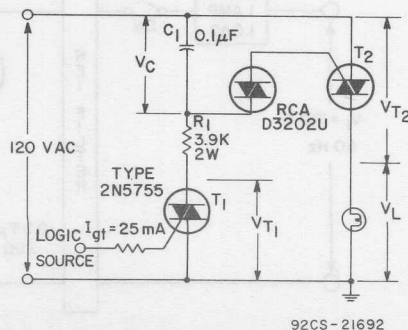 C1
0.1µF
VC
T2
RCA
D3202U
VT2
R1
3.9K
2W
120 VAC
TYPE
2N5755
T1
VT1
VL
LOGIC
SOURCE
Igt = 25 mA
92CS-21692